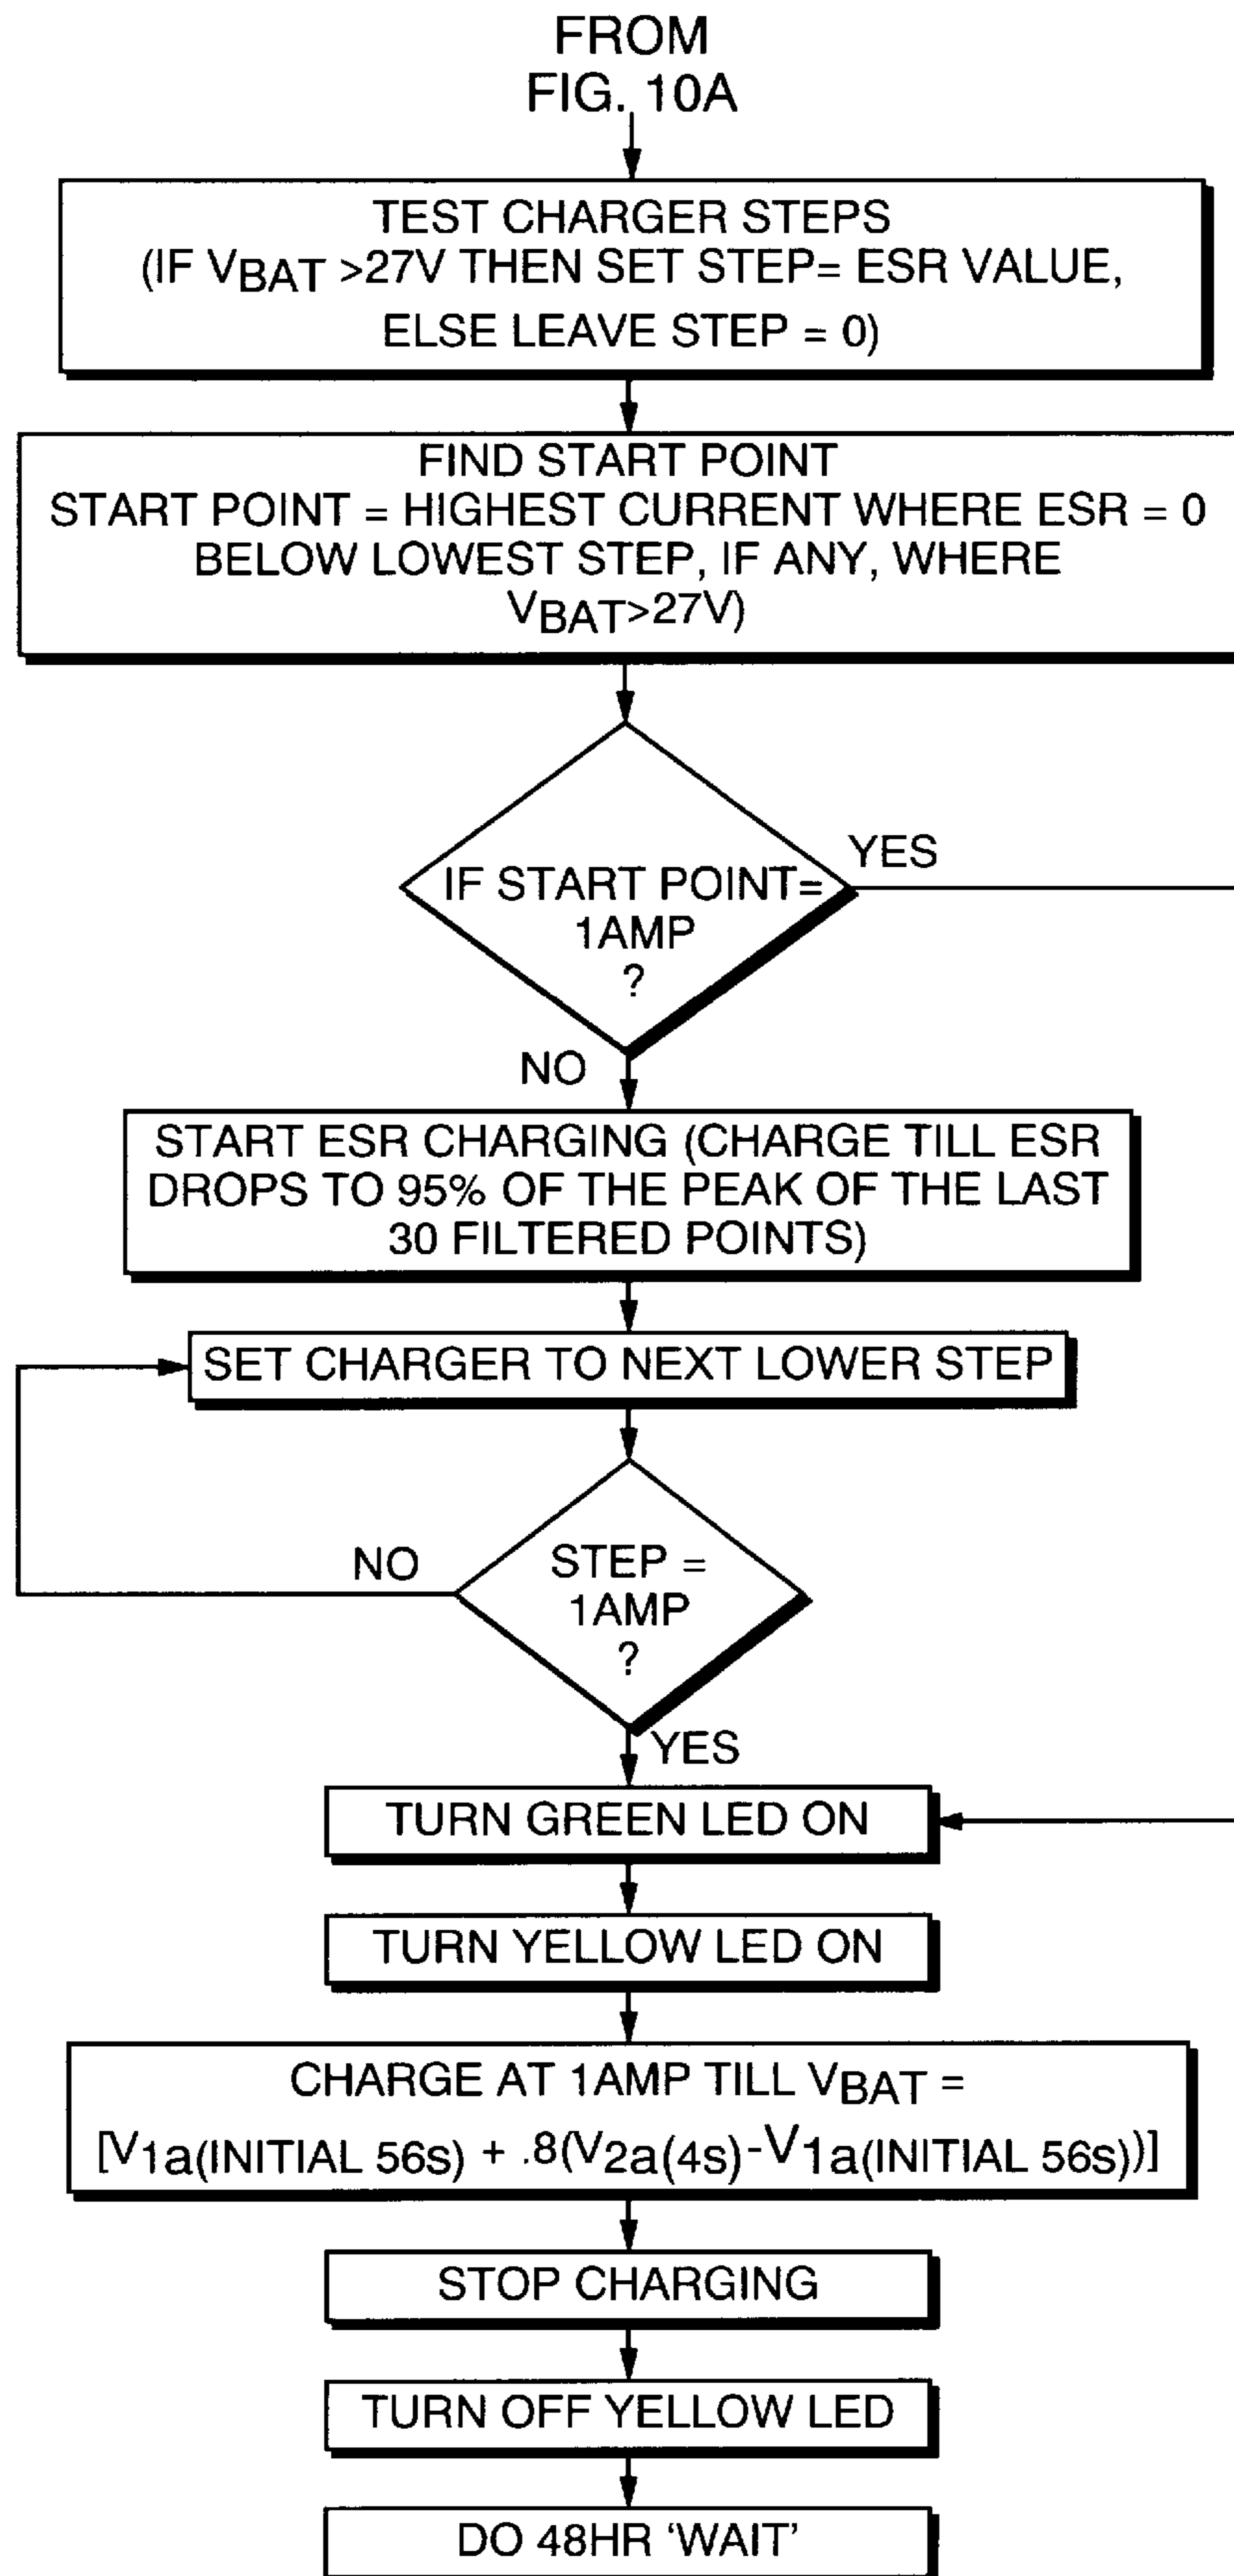 FROM
FIG. 10A
TEST CHARGER STEPS
(IF VBAT >27V THEN SET STEP= ESR VALUE,
ELSE LEAVE STEP = 0)
FIND START POINT
START POINT = HIGHEST CURRENT WHERE ESR = 0
BELOW LOWEST STEP, IF ANY, WHERE
VBAT>27V)
IF START POINT=
1AMP
?
YES
NO
START ESR CHARGING (CHARGE TILL ESR
DROPS TO 95% OF THE PEAK OF THE LAST
30 FILTERED POINTS)
SET CHARGER TO NEXT LOWER STEP
STEP =
1AMP
?
NO
YES
TURN GREEN LED ON
TURN YELLOW LED ON
CHARGE AT 1AMP TILL VBAT =
[V1a(INITIAL 56s) + .8(V2a(4s)-V1a(INITIAL 56s))]
STOP CHARGING
TURN OFF YELLOW LED
DO 48HR 'WAIT'